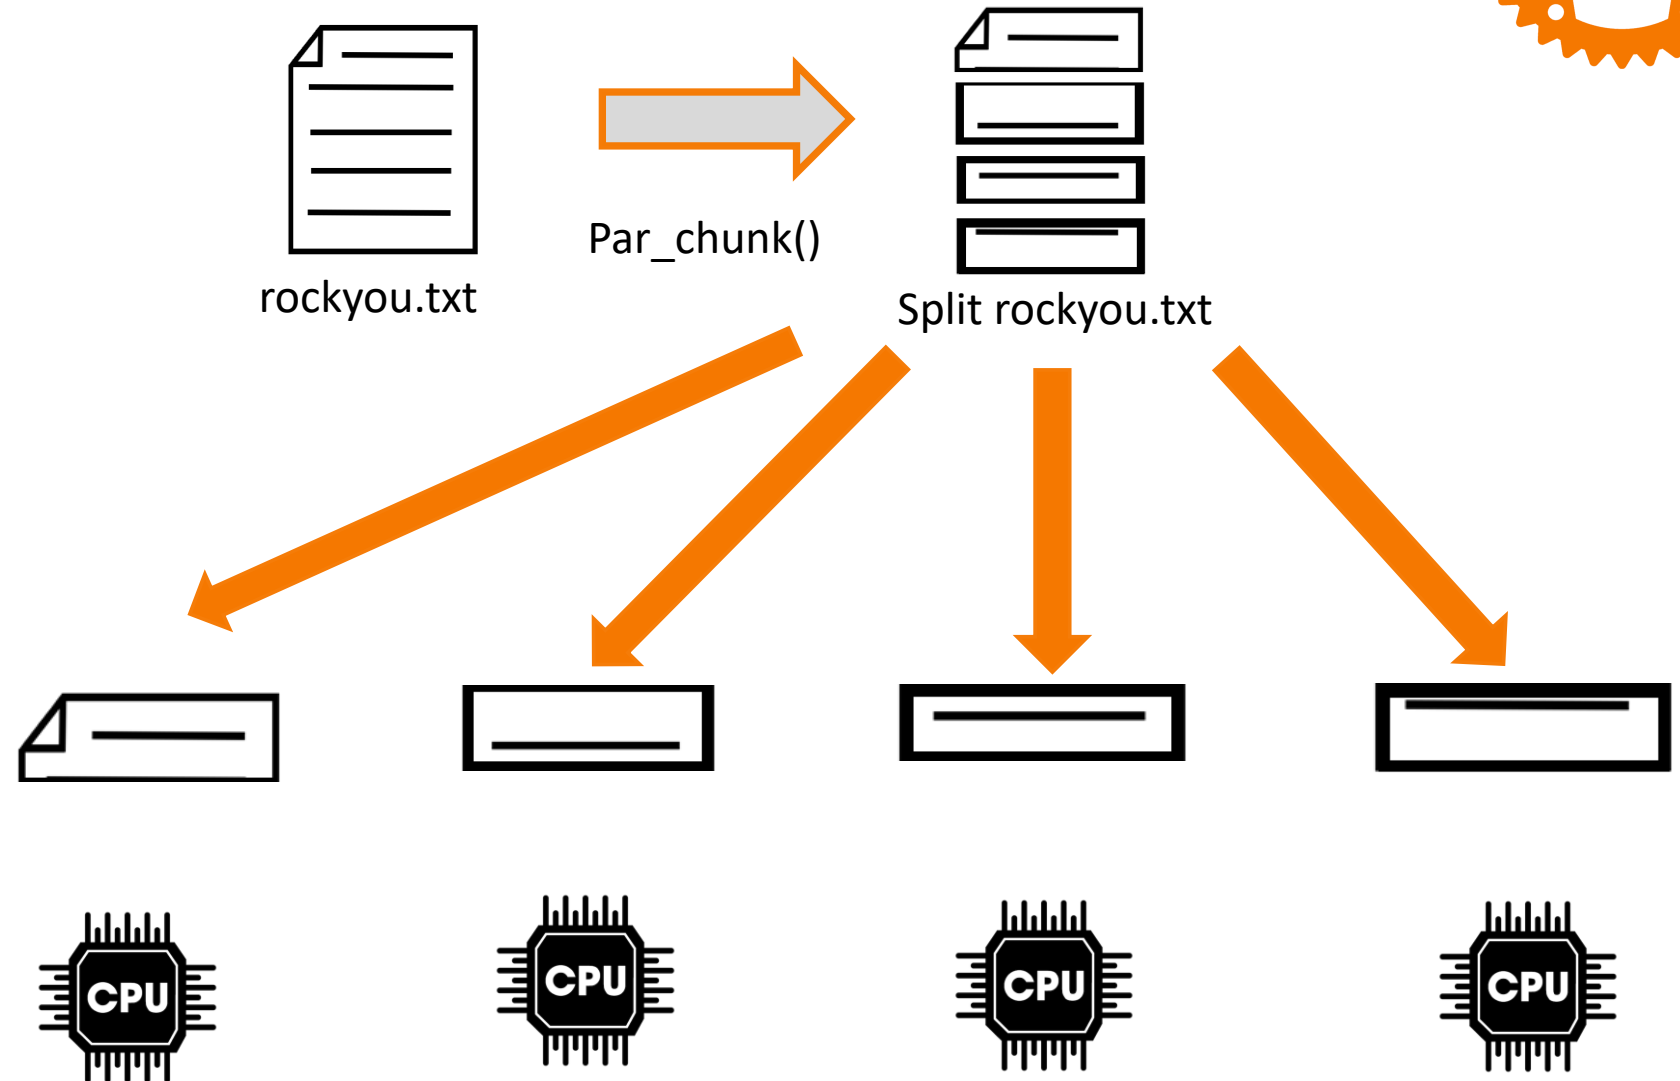 Par_chunk()
rockyou.txt
Split rockyou.txt
CPU
CPU
CPU
CPU